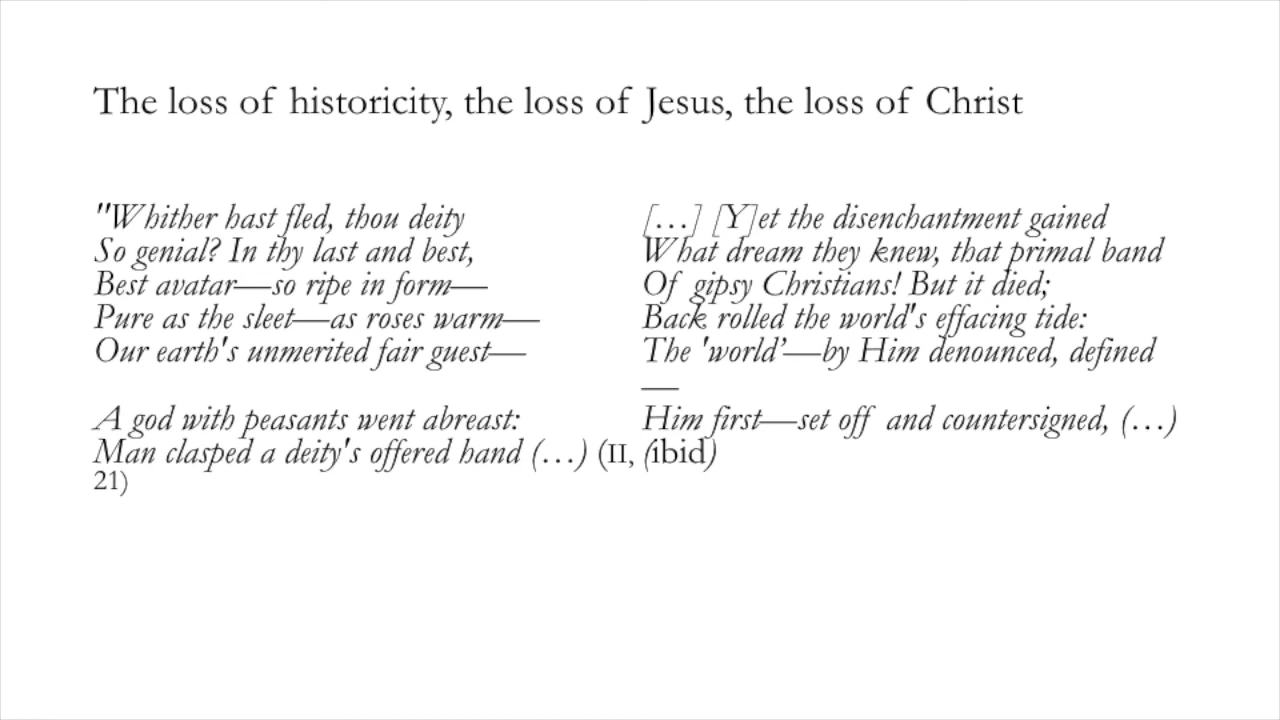 The loss of historicity, the loss of Jesus, the loss of Christ
"Whither hast fled, thou deity
So genial? In thy last and best,
Best avatar—so ripe in form—
Pure as the sleet—as roses warm—
Our earth's unmerited fair guest—
A god with peasants went abreast:
Man clasped a deity's offered hand (…) (II,
21)
[…] [Y]et the disenchantment gained
What dream they knew, that primal band
Of gipsy Christians! But it died;
Back rolled the world's effacing tide:
The 'world’—by Him denounced, defined
—
Him first—set off and countersigned, (…)
(ibid)